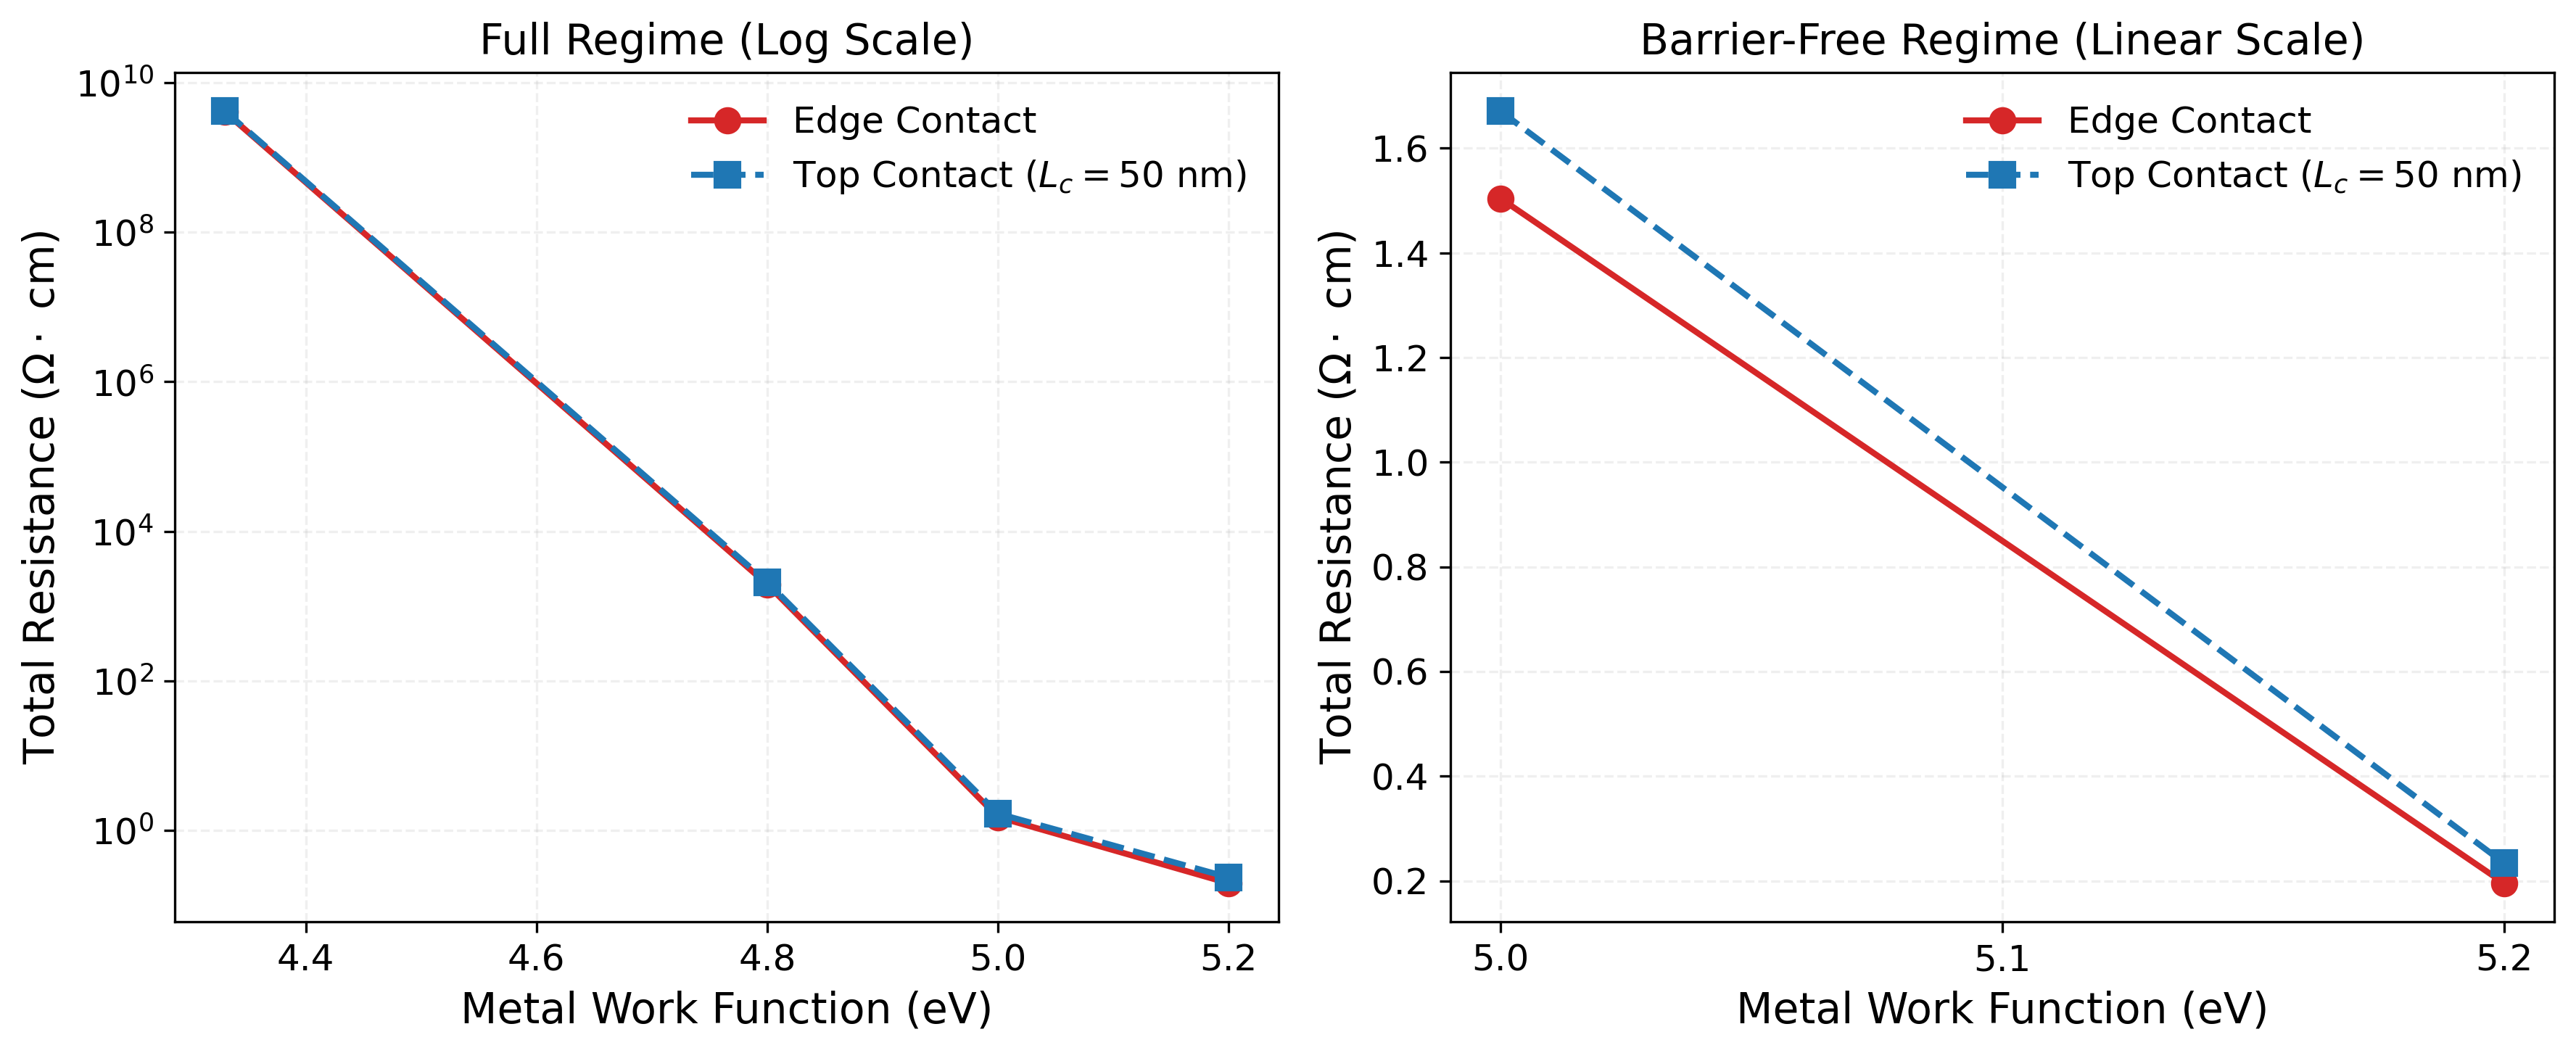 Full Regime (Log Scale)
Total Resistance (Ω · cm)
10¹⁰
10⁸
10⁶
10⁴
10²
10⁰
Edge Contact
Top Contact (L_c = 50 nm)
4.4 4.6 4.8 5.0 5.2
Metal Work Function (eV)
Barrier-Free Regime (Linear Scale)
Total Resistance (Ω · cm)
1.6
1.4
1.2
1.0
0.8
0.6
0.4
0.2
Edge Contact
Top Contact (L_c = 50 nm)
5.0 5.1 5.2
Metal Work Function (eV)